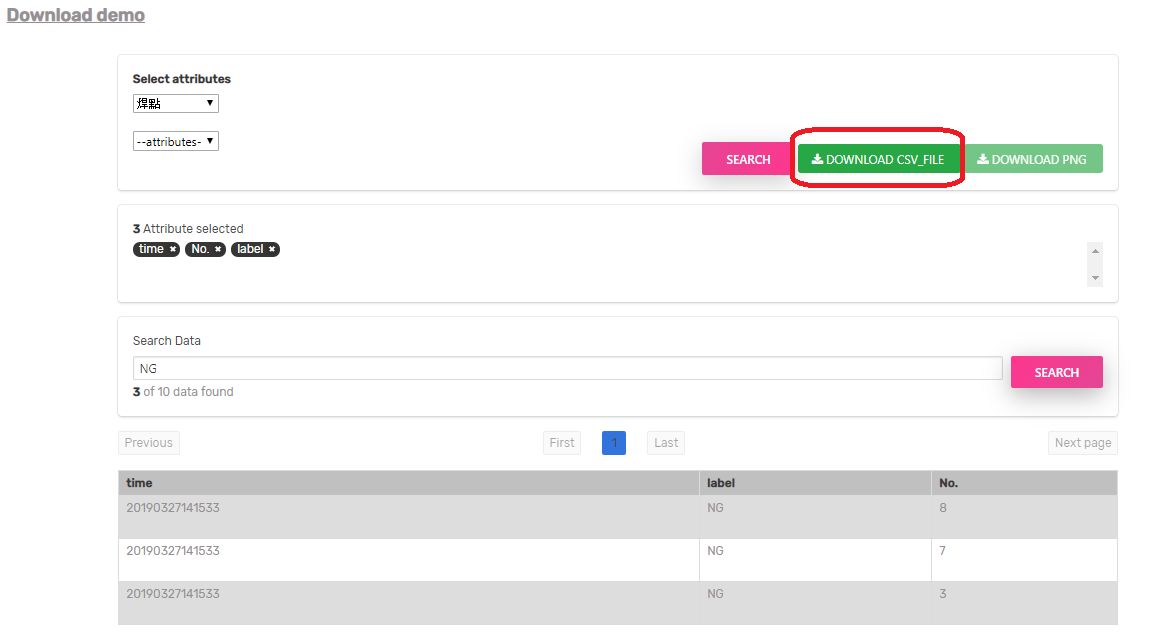 Download demo
Select attributes
焊點
--attributes-
SEARCH DOWNLOAD CSV_FILE DOWNLOAD PNG
3 Attribute selected
time × No. × label ×
Search Data
NG
SEARCH
3 of 10 data found
Previous First 1 Last Next page
time label No.
20190327141533 NG 8
20190327141533 NG 7
20190327141533 NG 3